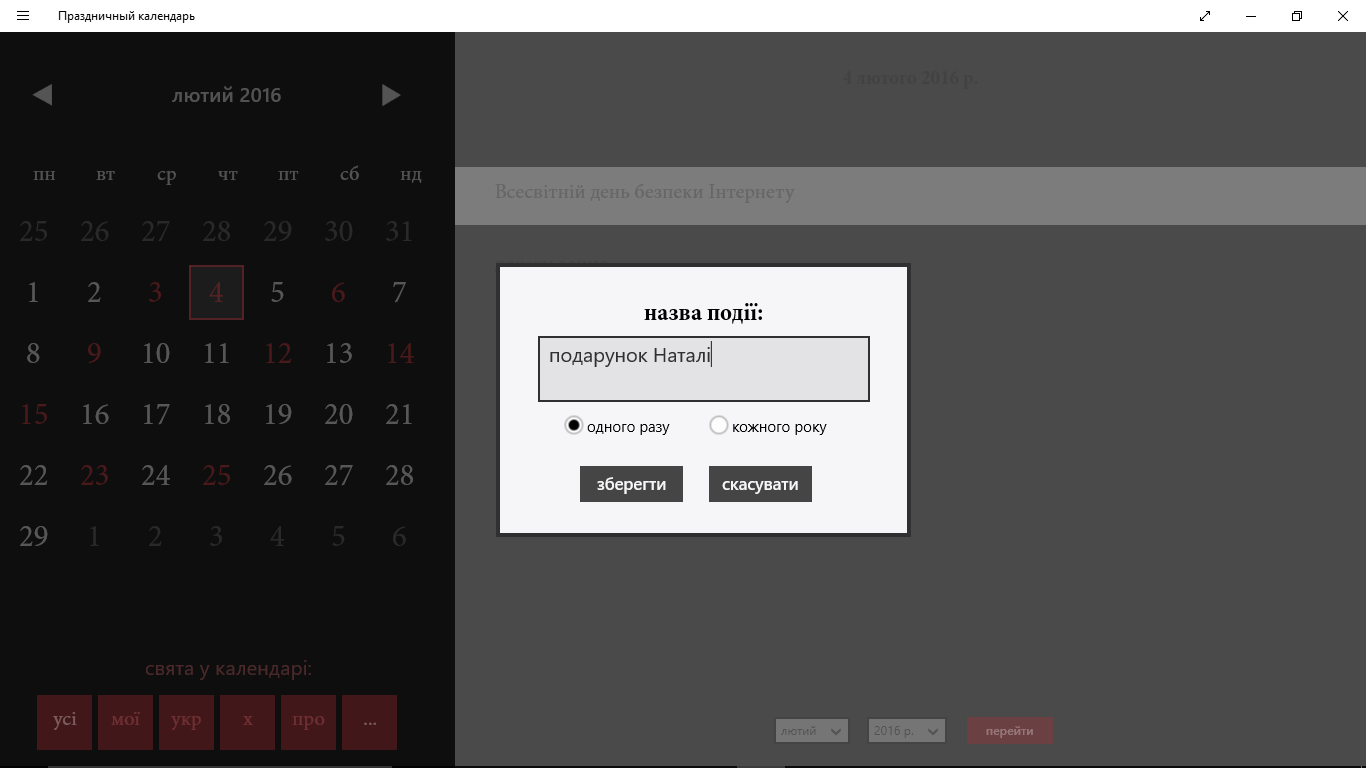 Праздничный календарь
лютий 2016
пн вт ср чт пт сб нд
25 26 27 28 29 30 31
1 2 3 4 5 6 7
8 9 10 11 12 13 14
15 16 17 18 19 20 21
22 23 24 25 26 27 28
29 1 2 3 4 5 6
свята у календарі:
усі мої укр х про ...
4 лютого 2016 р.
Всесвітній день безпеки Інтернету
назва події:
подарунок Наталі
одного разу кожного року
зберегти скасувати
лютий 2016 р. перейти